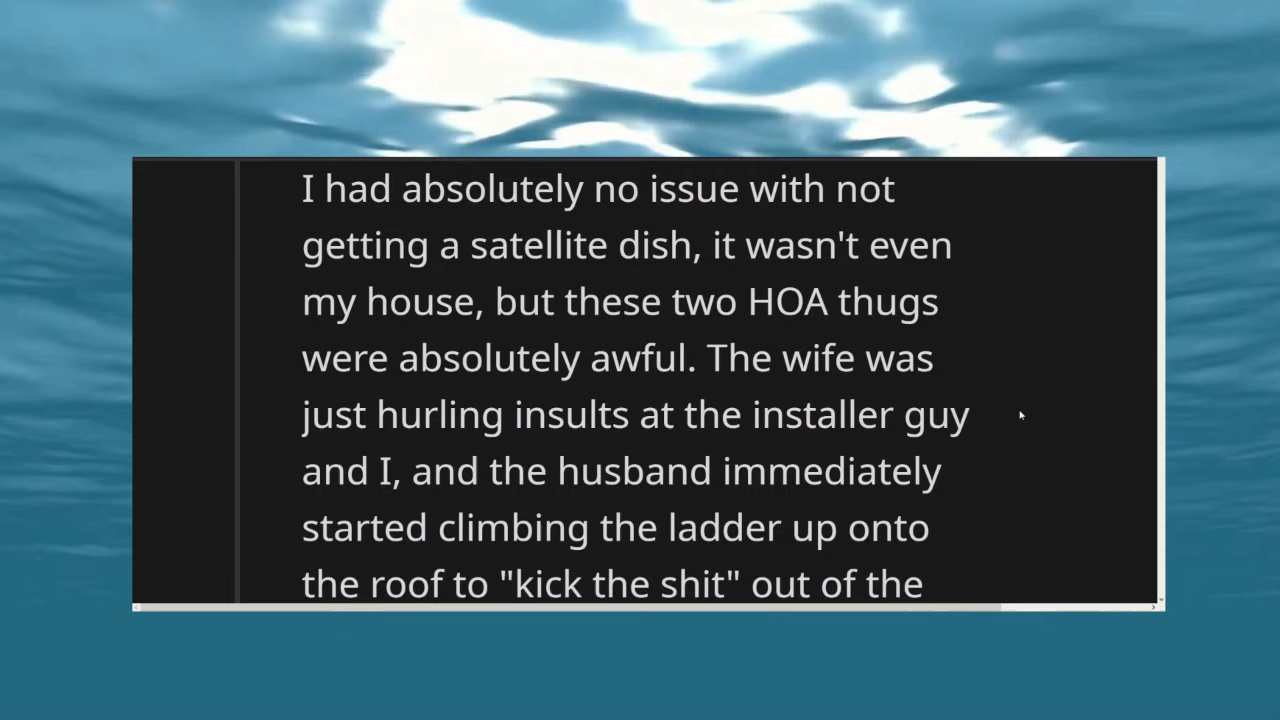 I had absolutely no issue with not
getting a satellite dish, it wasn't even
my house, but these two HOA thugs
were absolutely awful. The wife was
just hurling insults at the installer guy
and I, and the husband immediately
started climbing the ladder up onto
the roof to "kick the shit" out of the